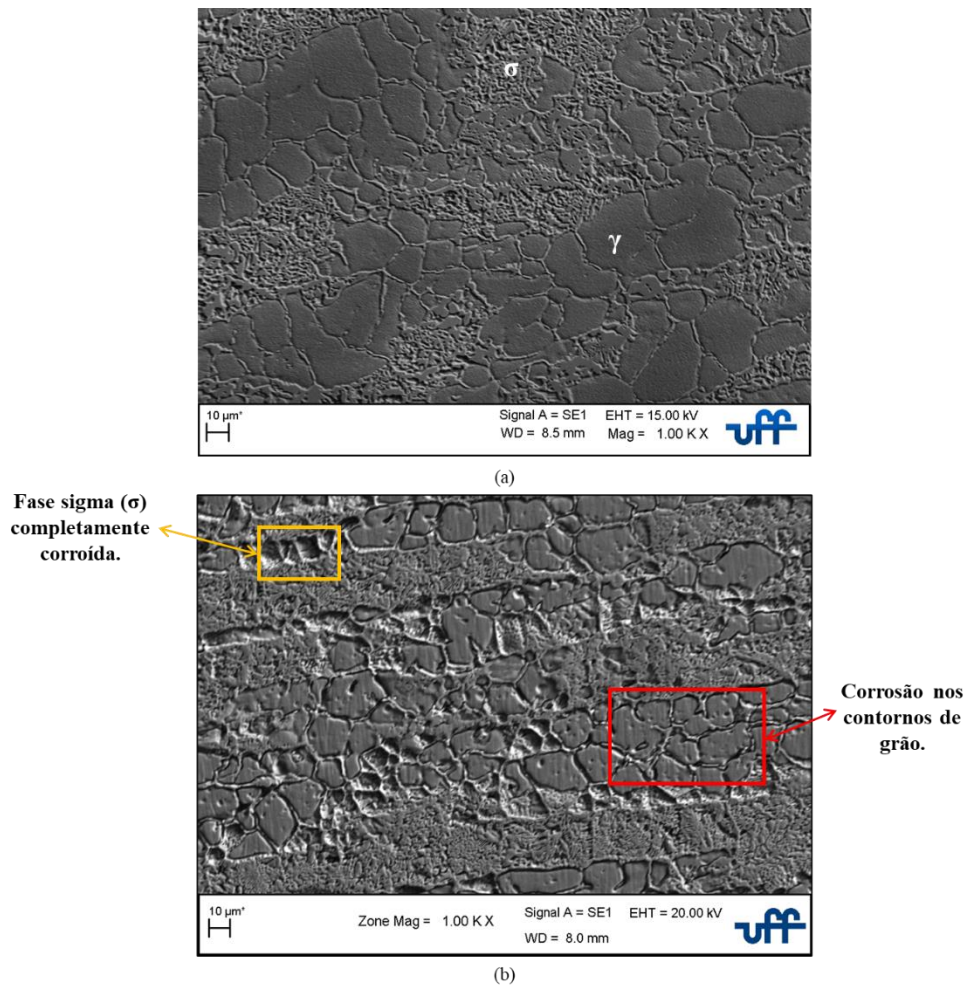 σ
γ
10 µm*
Signal A = SE1 EHT = 15.00 kV
WD = 8.5 mm Mag = 1.00 K X
uff
(a)
Fase sigma (σ)
completamente
corroída.
Corrosão nos
contornos de
grão.
10 µm*
Zone Mag = 1.00 K X
Signal A = SE1 EHT = 20.00 kV
WD = 8.0 mm
uff
(b)